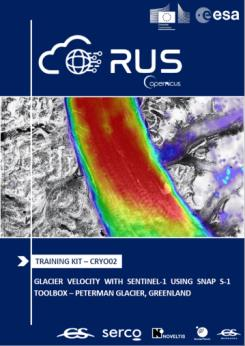 esa
RUS
Copernicus
TRAINING KIT – CRYO02
GLACIER VELOCITY WITH SENTINEL-1 USING SNAP S-1
TOOLBOX – PETERMAN GLACIER, GREENLAND
serco
NOVELTIS